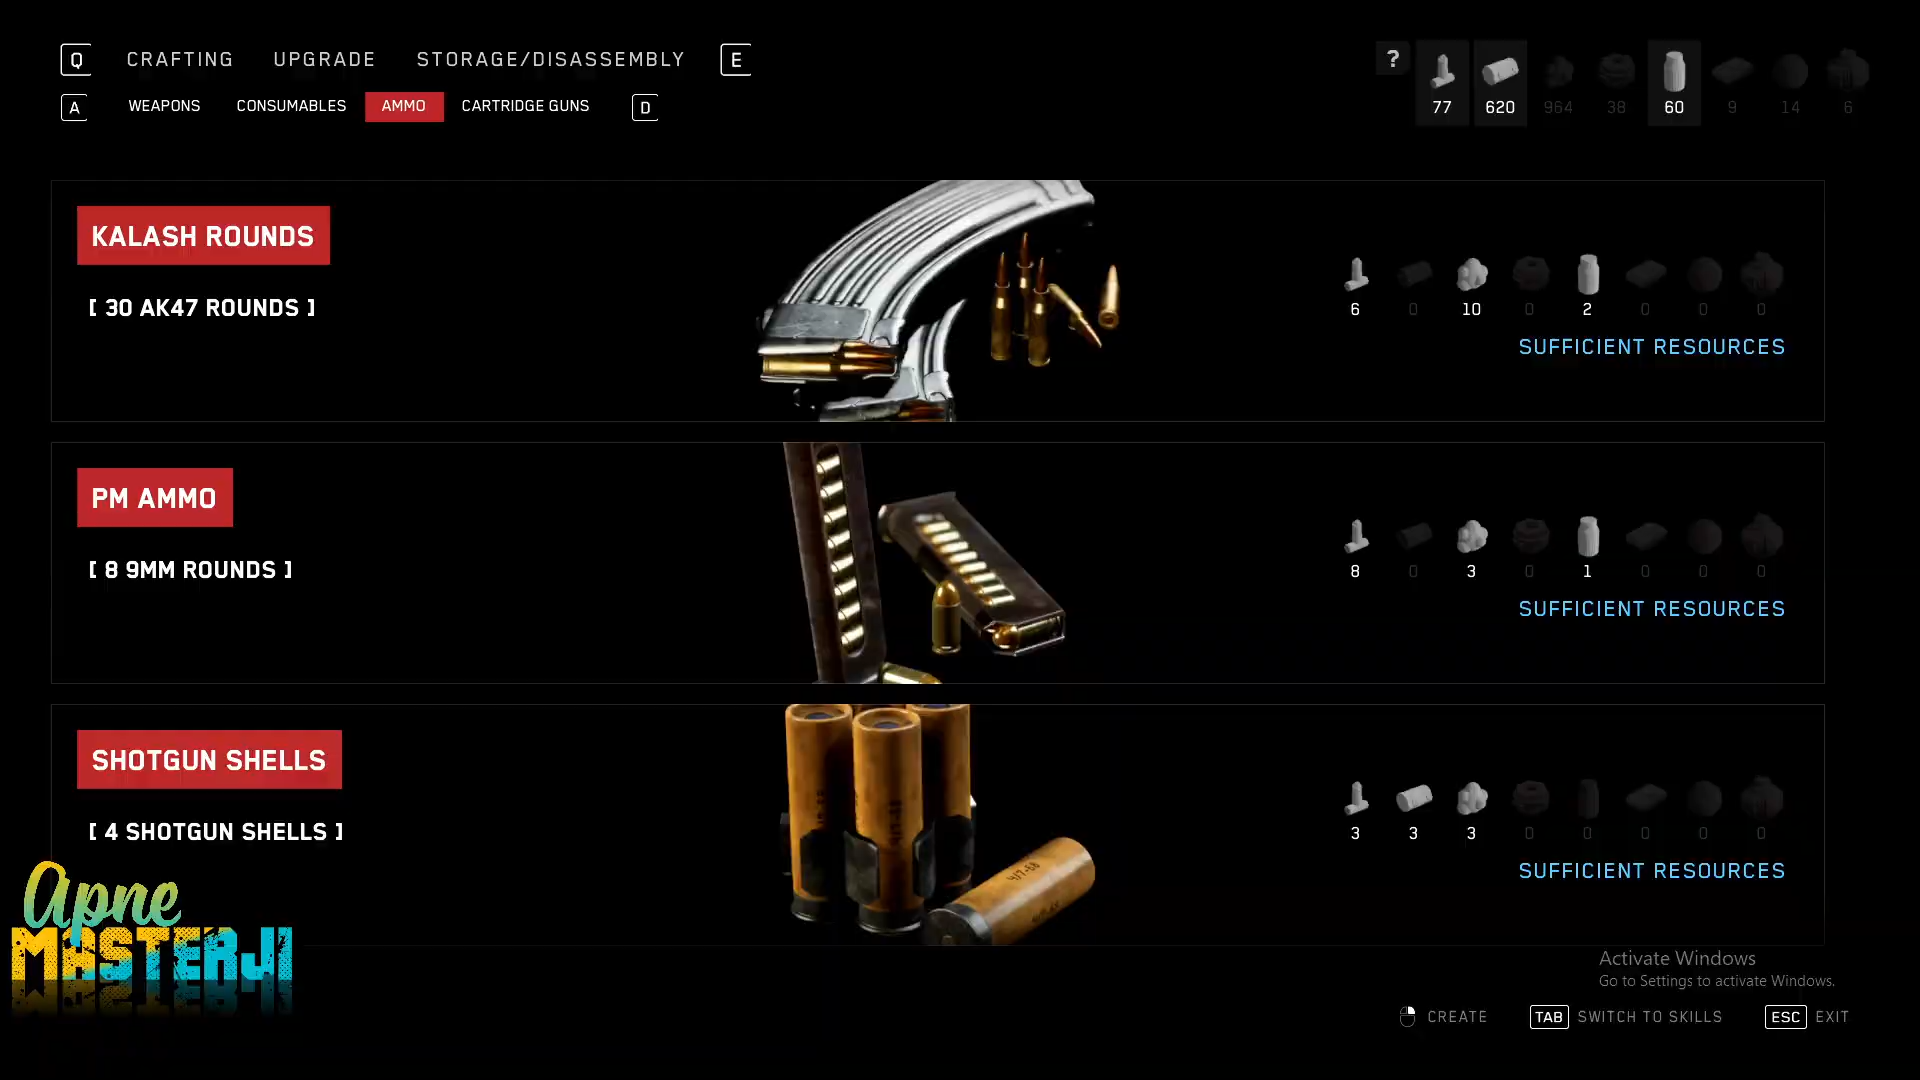 Q CRAFTING UPGRADE STORAGE/DISASSEMBLY E
A WEAPONS CONSUMABLES AMMO CARTRIDGE GUNS D
?
77 620 964 38 60 9 14 6
KALASH ROUNDS
[ 30 AK47 ROUNDS ]
6 0 10 0 2 0 0 0
SUFFICIENT RESOURCES
PM AMMO
[ 8 9MM ROUNDS ]
8 0 3 0 1 0 0 0
SUFFICIENT RESOURCES
SHOTGUN SHELLS
[ 4 SHOTGUN SHELLS ]
3 3 3 0 0 0 0 0
SUFFICIENT RESOURCES
Apne
MASTERJI
Activate Windows
Go to Settings to activate Windows.
CREATE TAB SWITCH TO SKILLS ESC EXIT